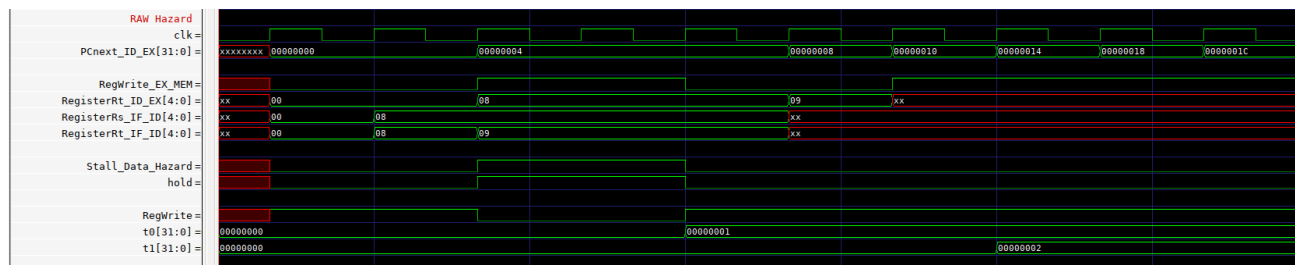 RAW Hazard
clk=
PCnext_ID_EX[31:0]= xxxxxxxx 00000000 00000004 00000008 00000010 00000014 00000018 0000001C
RegWrite_EX_MEM=
RegisterRt_ID_EX[4:0]= xx 00 08 09 xx
RegisterRs_IF_ID[4:0]= xx 00 08 xx
RegisterRt_IF_ID[4:0]= xx 00 08 09 xx
Stall_Data_Hazard=
hold=
RegWrite=
t0[31:0]= 00000000 00000001
t1[31:0]= 00000000 00000002